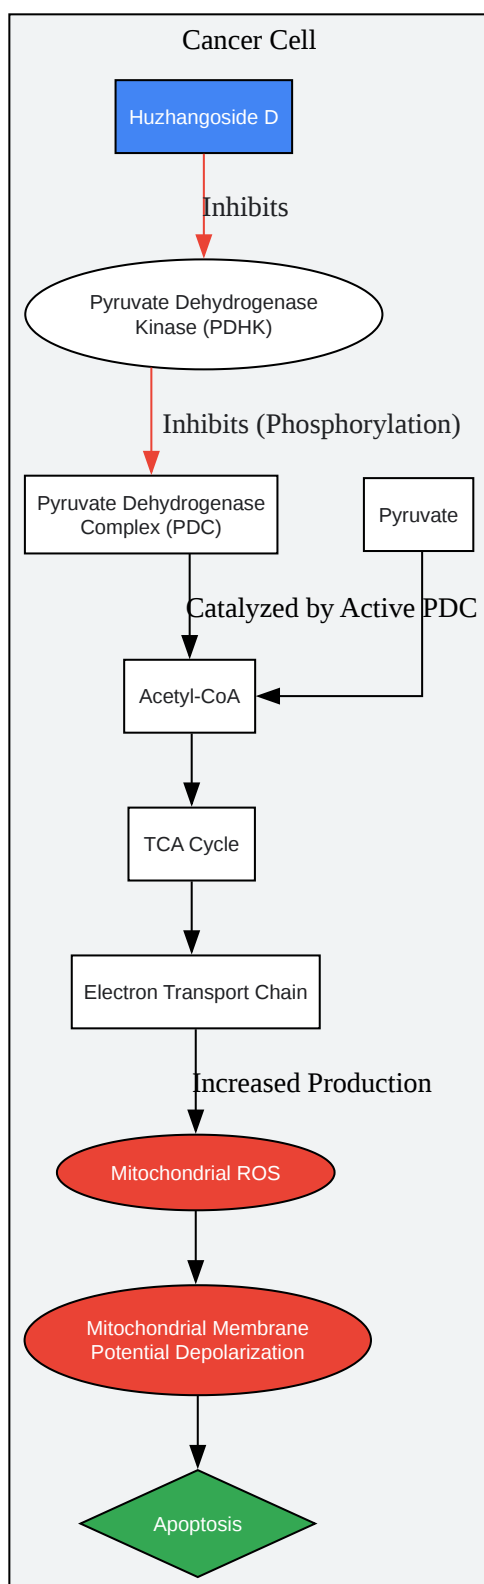 Cancer Cell
Huzhangoside D
Inhibits
Pyruvate Dehydrogenase
Kinase (PDHK)
Inhibits (Phosphorylation)
Pyruvate Dehydrogenase
Complex (PDC)
Pyruvate
Catalyzed by Active PDC
Acetyl-CoA
TCA Cycle
Electron Transport Chain
Increased Production
Mitochondrial ROS
Mitochondrial Membrane
Potential Depolarization
Apoptosis